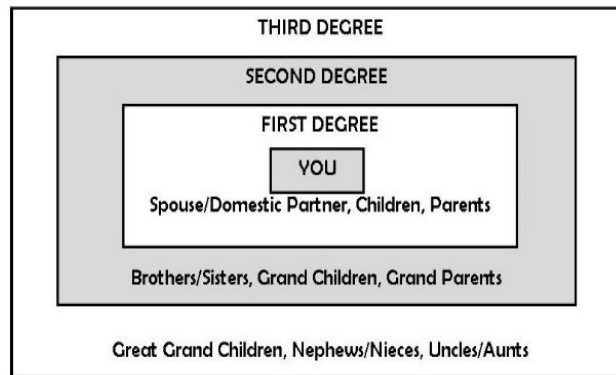 THIRD DEGREE
SECOND DEGREE
FIRST DEGREE
YOU
Spouse/Domestic Partner, Children, Parents
Brothers/Sisters, Grand Children, Grand Parents
Great Grand Children, Nephews/Nieces, Uncles/Aunts